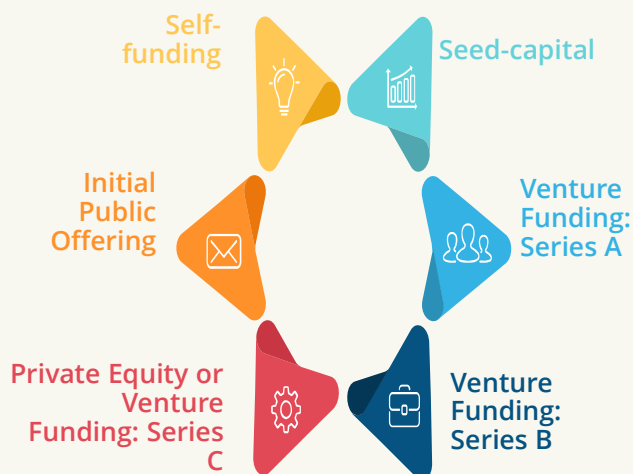 Self-
funding
Seed-capital
Venture
Funding:
Series A
Venture
Funding:
Series B
Private Equity or
Venture
Funding: Series
C
Initial
Public
Offering